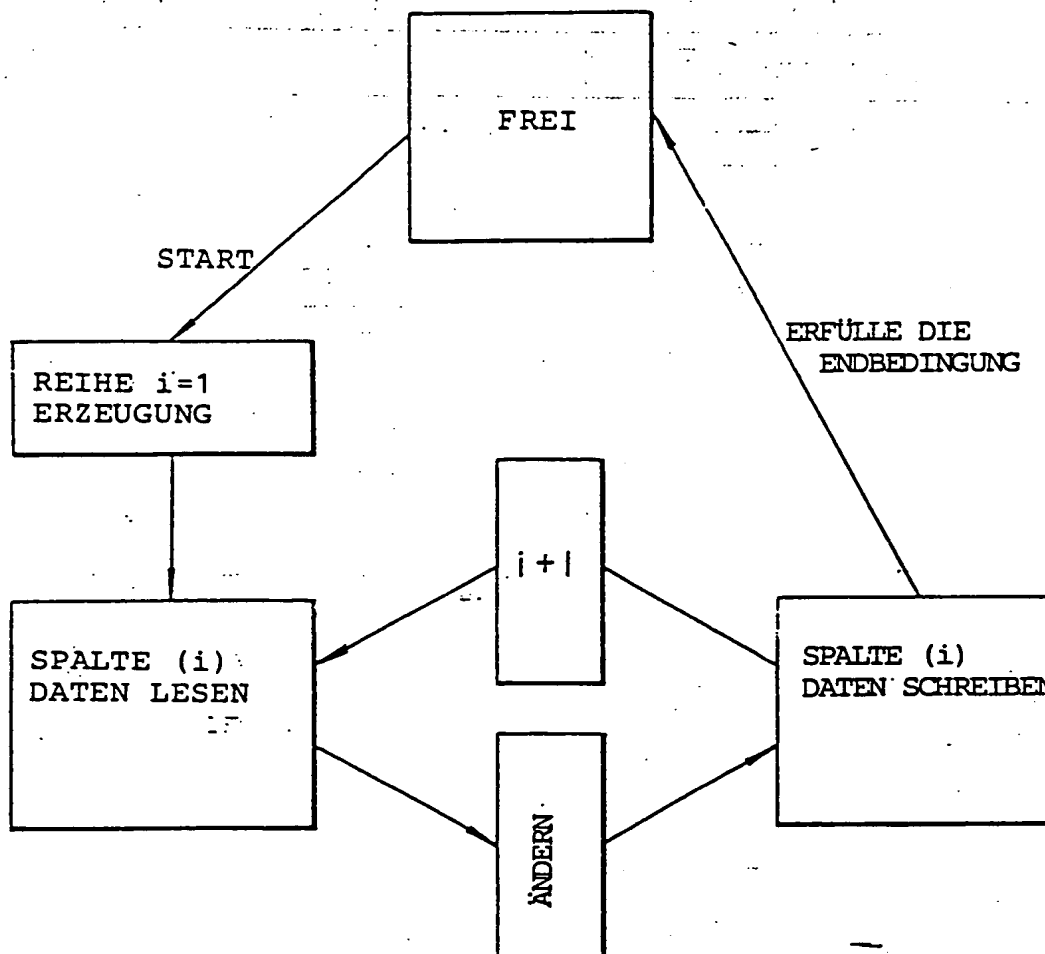 FREI
START
ERFÜLLE DIE
ENDBEDINGUNG
REIHE i=1
ERZEUGUNG
i+1
SPALTE (i)
DATEN LESEN
SPALTE (i)
DATEN SCHREIBEN
ÄNDERN